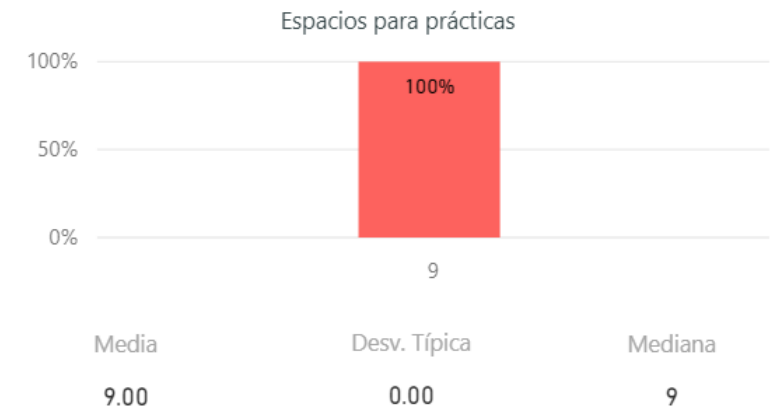 Espacios para prácticas
100%
100%
50%
0%
9
Media Desv. Típica Mediana
9.00 0.00 9